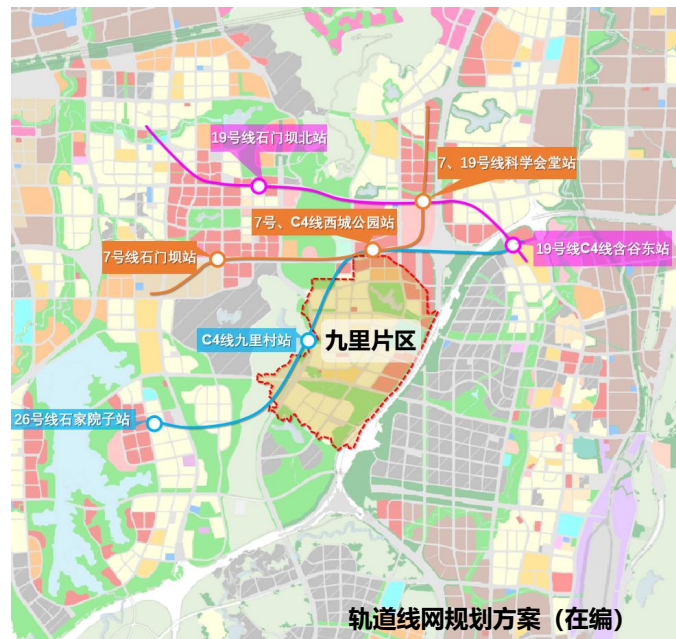 19号线石门坝北站
7、19号线科学会堂站
7号、C4线西城公园站
7号线石门坝站
19号线C4线含谷东站
C4线九里村站
九里片区
26号线石家院子站
轨道线网规划方案（在编）